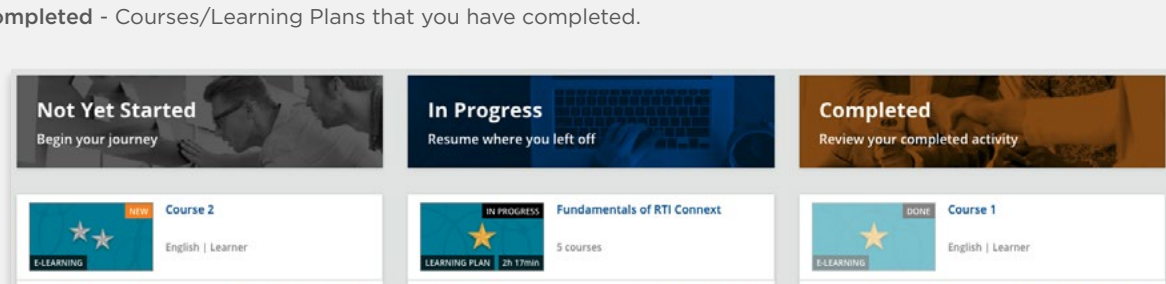 ompleted - Courses/Learning Plans that you have completed.
Not Yet Started
Begin your journey
In Progress
Resume where you left off
Completed
Review your completed activity
NEW
Course 2
English | Learner
E-LEARNING
IN PROGRESS
Fundamentals of RTI Connext
5 courses
LEARNING PLAN 2h 17min
DONE
Course 1
English | Learner
E-LEARNING